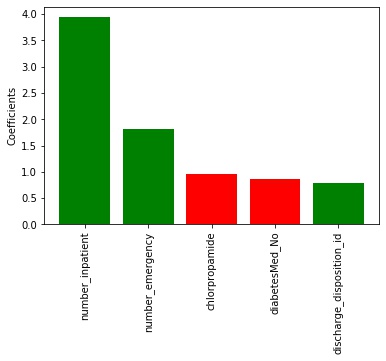 4.0
3.5
3.0
2.5
2.0
1.5
1.0
0.5
0.0
Coefficients
number_inpatient
number_emergency
chlorpropamide
diabetesMed_No
discharge_disposition_id